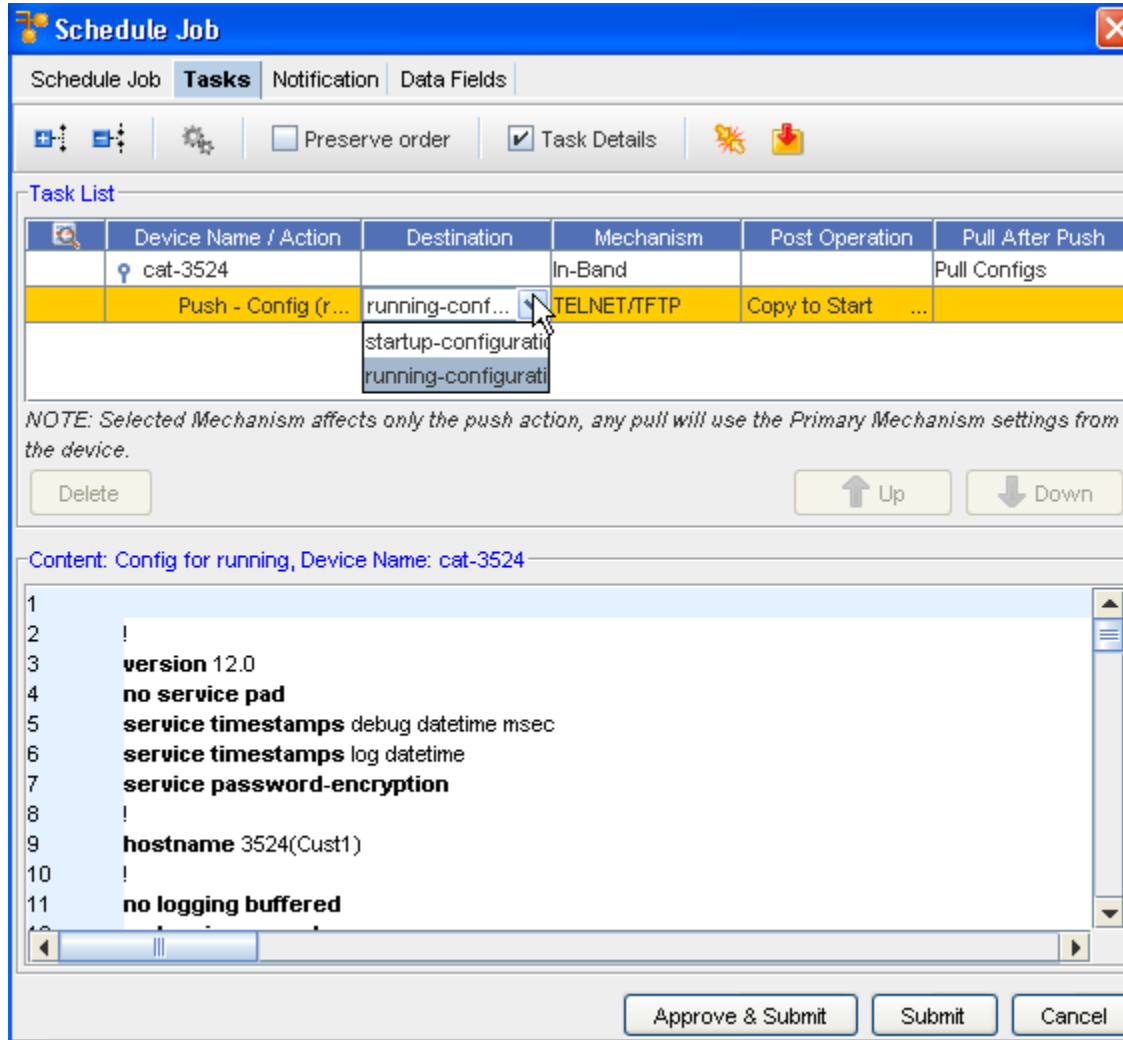 Schedule Job
Schedule Job Tasks Notification Data Fields
Preserve order Task Details
Task List
Device Name / Action Destination Mechanism Post Operation Pull After Push
cat-3524 In-Band Pull Configs
Push - Config (r... running-conf... TELNET/TFTP Copy to Start ...
startup-configuratio
running-configurati
NOTE: Selected Mechanism affects only the push action, any pull will use the Primary Mechanism settings from
the device.
Delete Up Down
Content: Config for running, Device Name: cat-3524
1
2 !
3 version 12.0
4 no service pad
5 service timestamps debug datetime msec
6 service timestamps log datetime
7 service password-encryption
8 !
9 hostname 3524(Cust1)
10 !
11 no logging buffered
Approve & Submit Submit Cancel